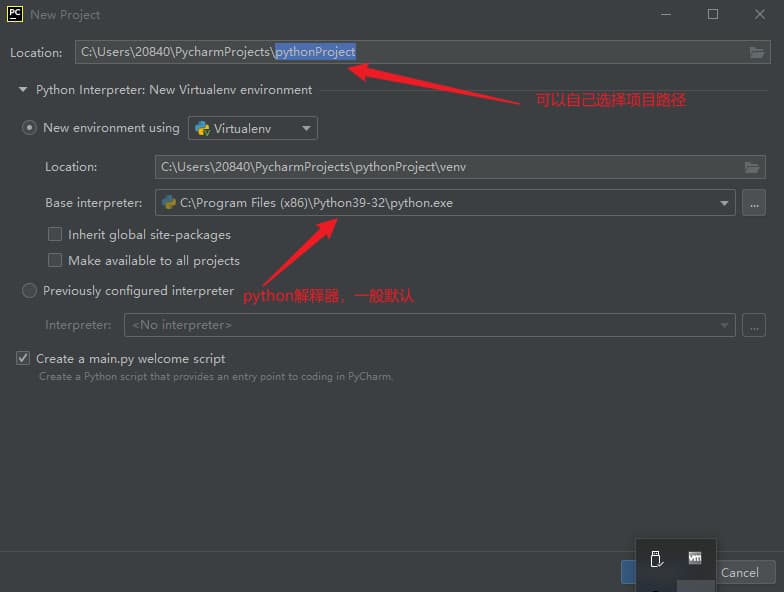 PC New Project
Location: C:\Users\20840\PycharmProjects\pythonProject
Python Interpreter: New Virtualenv environment
可以自己选择项目路径
New environment using Virtualenv
Location: C:\Users\20840\PycharmProjects\pythonProject\venv
Base interpreter: C:\Program Files (x86)\Python39-32\python.exe ...
Inherit global site-packages
Make available to all projects
Previously configured interpreter
python解释器，一般默认
Interpreter: <No interpreter> ...
Create a main.py welcome script
Create a Python script that provides an entry point to coding in PyCharm.
vm
Cancel